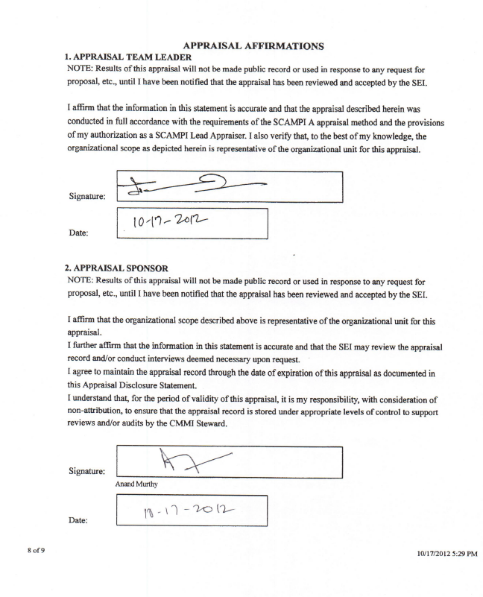 APPRAISAL AFFIRMATIONS
1. APPRAISAL TEAM LEADER
NOTE: Results of this appraisal will not be made public record or used in response to any request for
proposal, etc., until I have been notified that the appraisal has been reviewed and accepted by the SEI.
I affirm that the information in this statement is accurate and that the appraisal described herein was
conducted in full accordance with the requirements of the SCAMPI A appraisal method and the provisions
of my authorization as a SCAMPI Lead Appraiser. I also verify that, to the best of my knowledge, the
organizational scope as depicted herein is representative of the organizational unit for this appraisal.
Signature:
10-17-2012
Date:
2. APPRAISAL SPONSOR
NOTE: Results of this appraisal will not be made public record or used in response to any request for
proposal, etc., until I have been notified that the appraisal has been reviewed and accepted by the SEI.
I affirm that the organizational scope described above is representative of the organizational unit for this
appraisal.
I further affirm that the information in this statement is accurate and that the SEI may review the appraisal
record and/or conduct interviews deemed necessary upon request.
I agree to maintain the appraisal record through the date of expiration of this appraisal as documented in
this Appraisal Disclosure Statement.
I understand that, for the period of validity of this appraisal, it is my responsibility, with consideration of
non-attribution, to ensure that the appraisal record is stored under appropriate levels of control to support
reviews and/or audits by the CMMI Steward.
Signature:
Anand Murthy
Date:
8 of 9
10/17/2012 5:29 PM